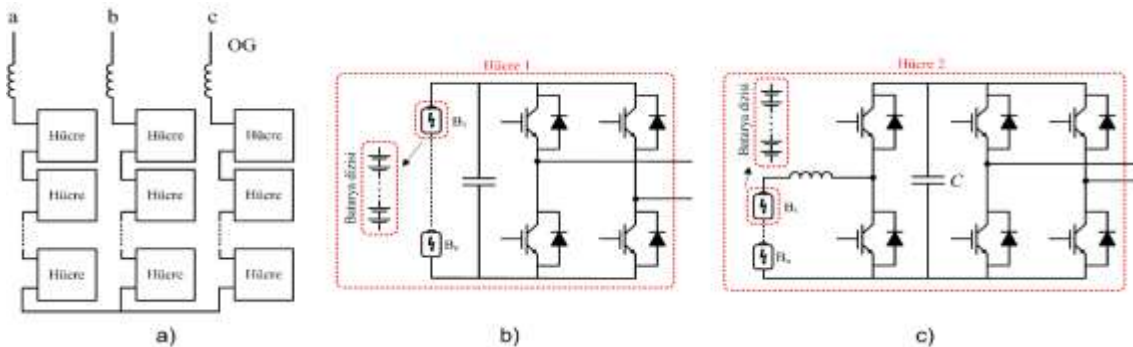 a b c
OG
Hücre Hücre Hücre
Hücre Hücre Hücre
Hücre Hücre Hücre
a)
Hücre 1
Batarya dizisi
B₁
Bₙ
b)
Hücre 2
Batarya dizisi
B₁
Bₙ
C
c)